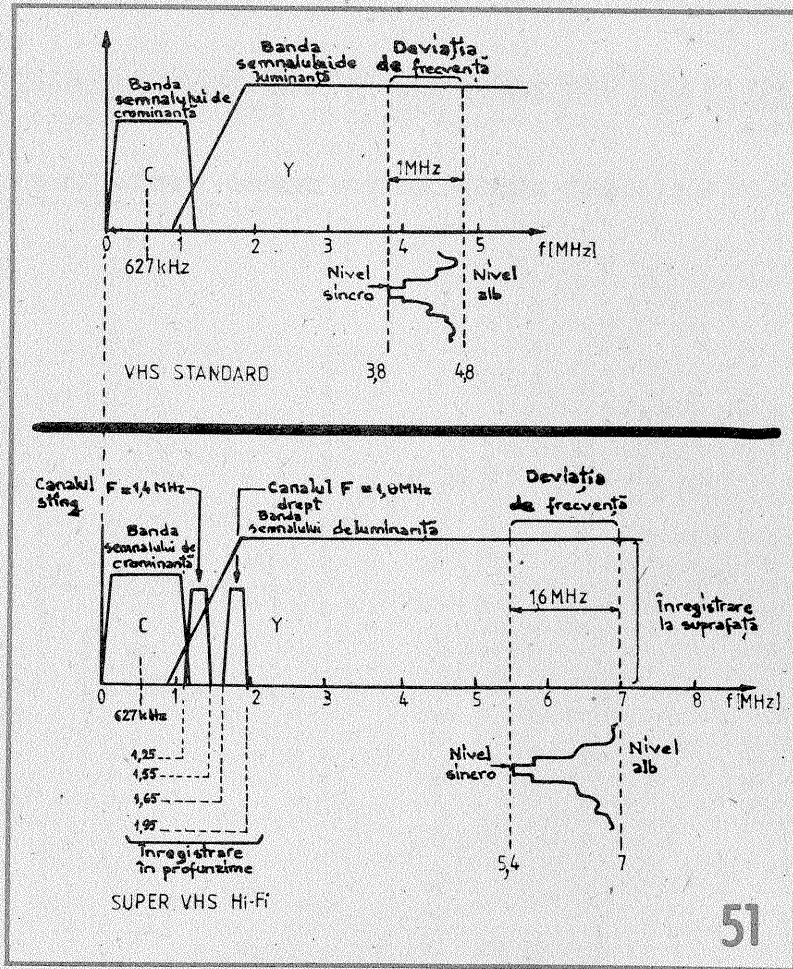 Banda
semnalului de
luminanță
Deviația
de frecvență
Banda
semnalului de
crominanță
C
Y
1MHz
0 1 2 3 4 5 f[MHz]
627kHz
Nivel
sincro
Nivel
alb
VHS STANDARD
3,8
4,8
Canalul
sting
F = 1,4 MHz
Canalul F = 1,8MHz
drept
Banda
semnalului de luminanță
Deviația
de frecvență
Banda
semnalului de
crominanță
C
Y
1,6 MHz
Înregistrare
la suprafață
0 1 2 3 4 5 6 7 8 f[MHz]
627kHz
1,25
1,55
1,65
1,95
Înregistrare
în profunzime
Nivel
sincro
Nivel
alb
5,4
7
SUPER VHS Hi-Fi
51